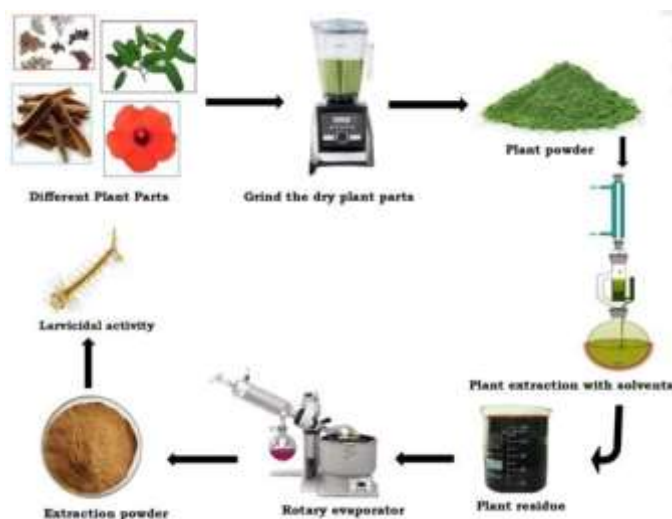 Different Plant Parts
Grind the dry plant parts
Plant powder
Plant extraction with solvents
Plant residue
Rotary evaporator
Extraction powder
Larvicidal activity